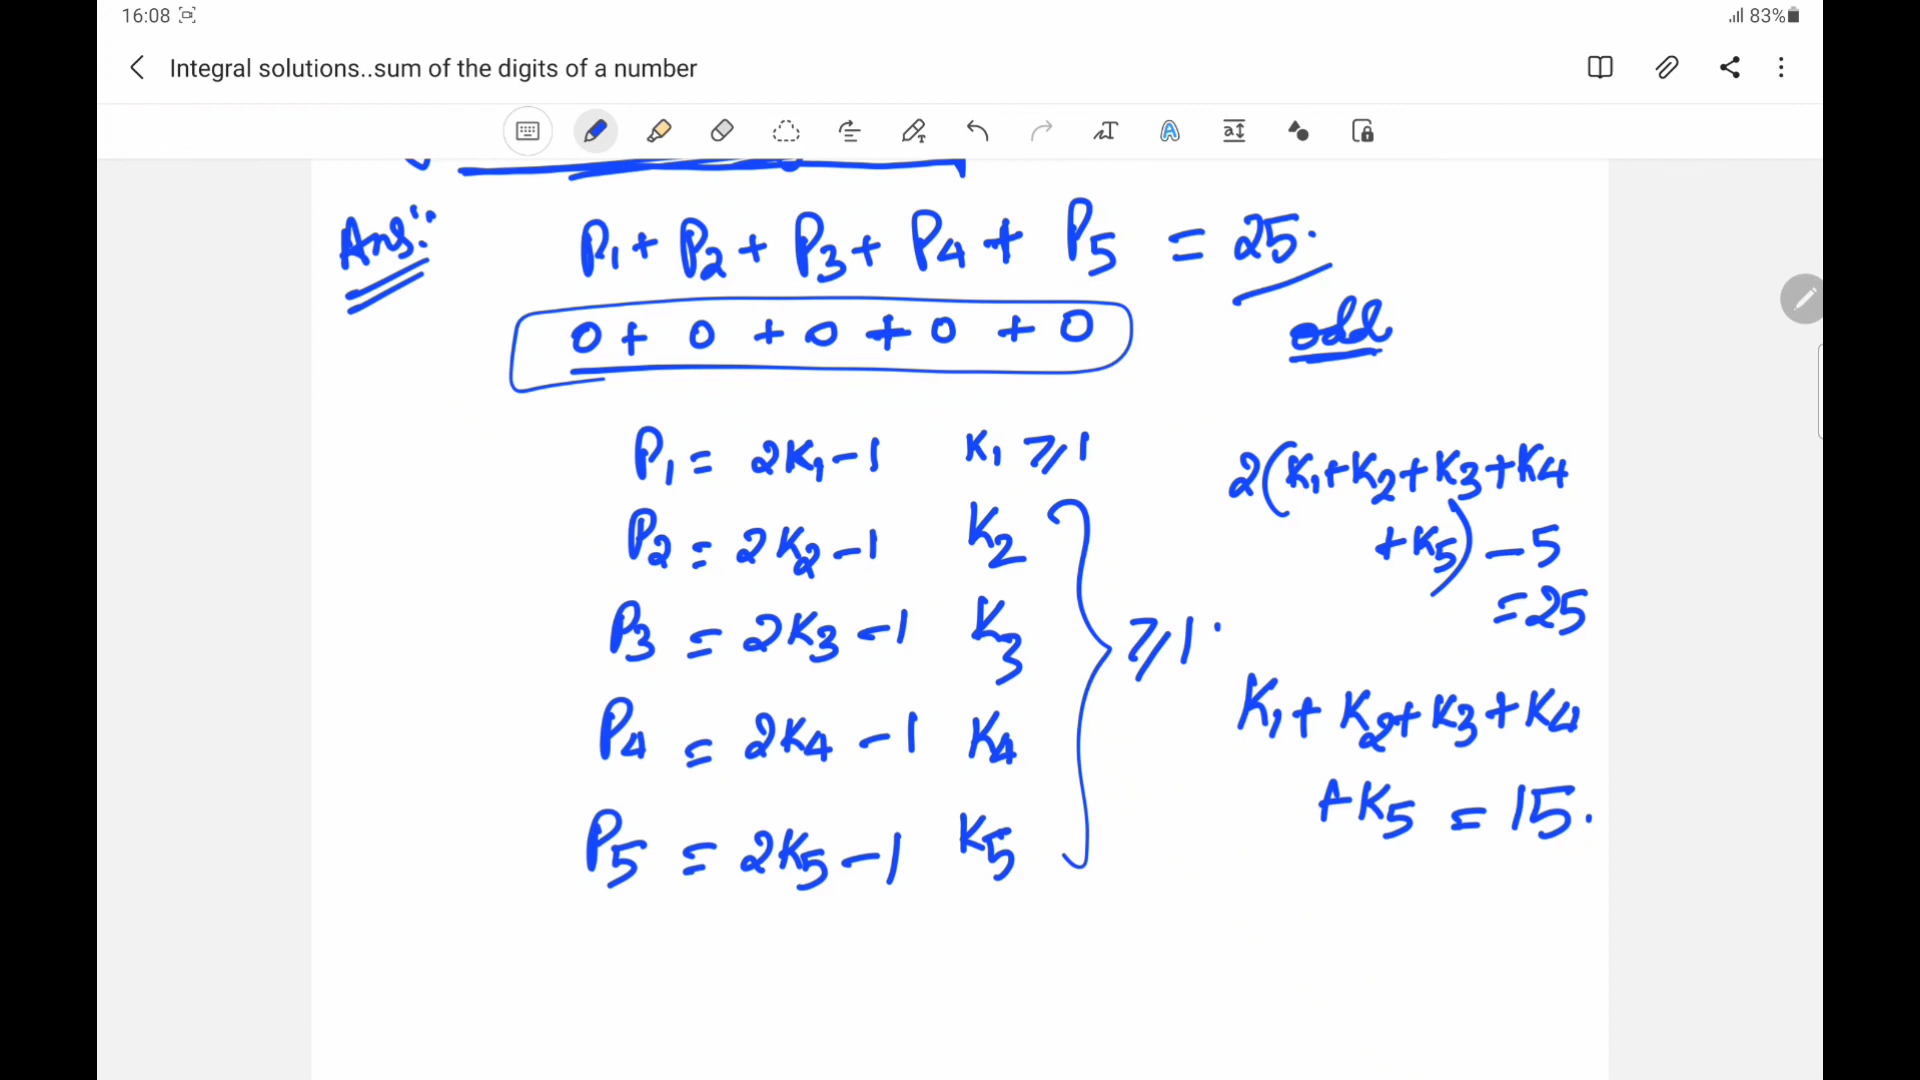 16:08
83%
Integral solutions..sum of the digits of a number
Ans:
P1 + P2 + P3 + P4 + P5 = 25.
0 + 0 + 0 + 0 + 0
odd
P1 = 2K1 - 1 K1 ⩾ 1
P2 = 2K2 - 1 K2
P3 = 2K3 - 1 K3
P4 = 2K4 - 1 K4
P5 = 2K5 - 1 K5
⩾ 1.
2(K1+K2+K3+K4
+K5) - 5
= 25
K1 + K2 + K3 + K4
+K5 = 15.